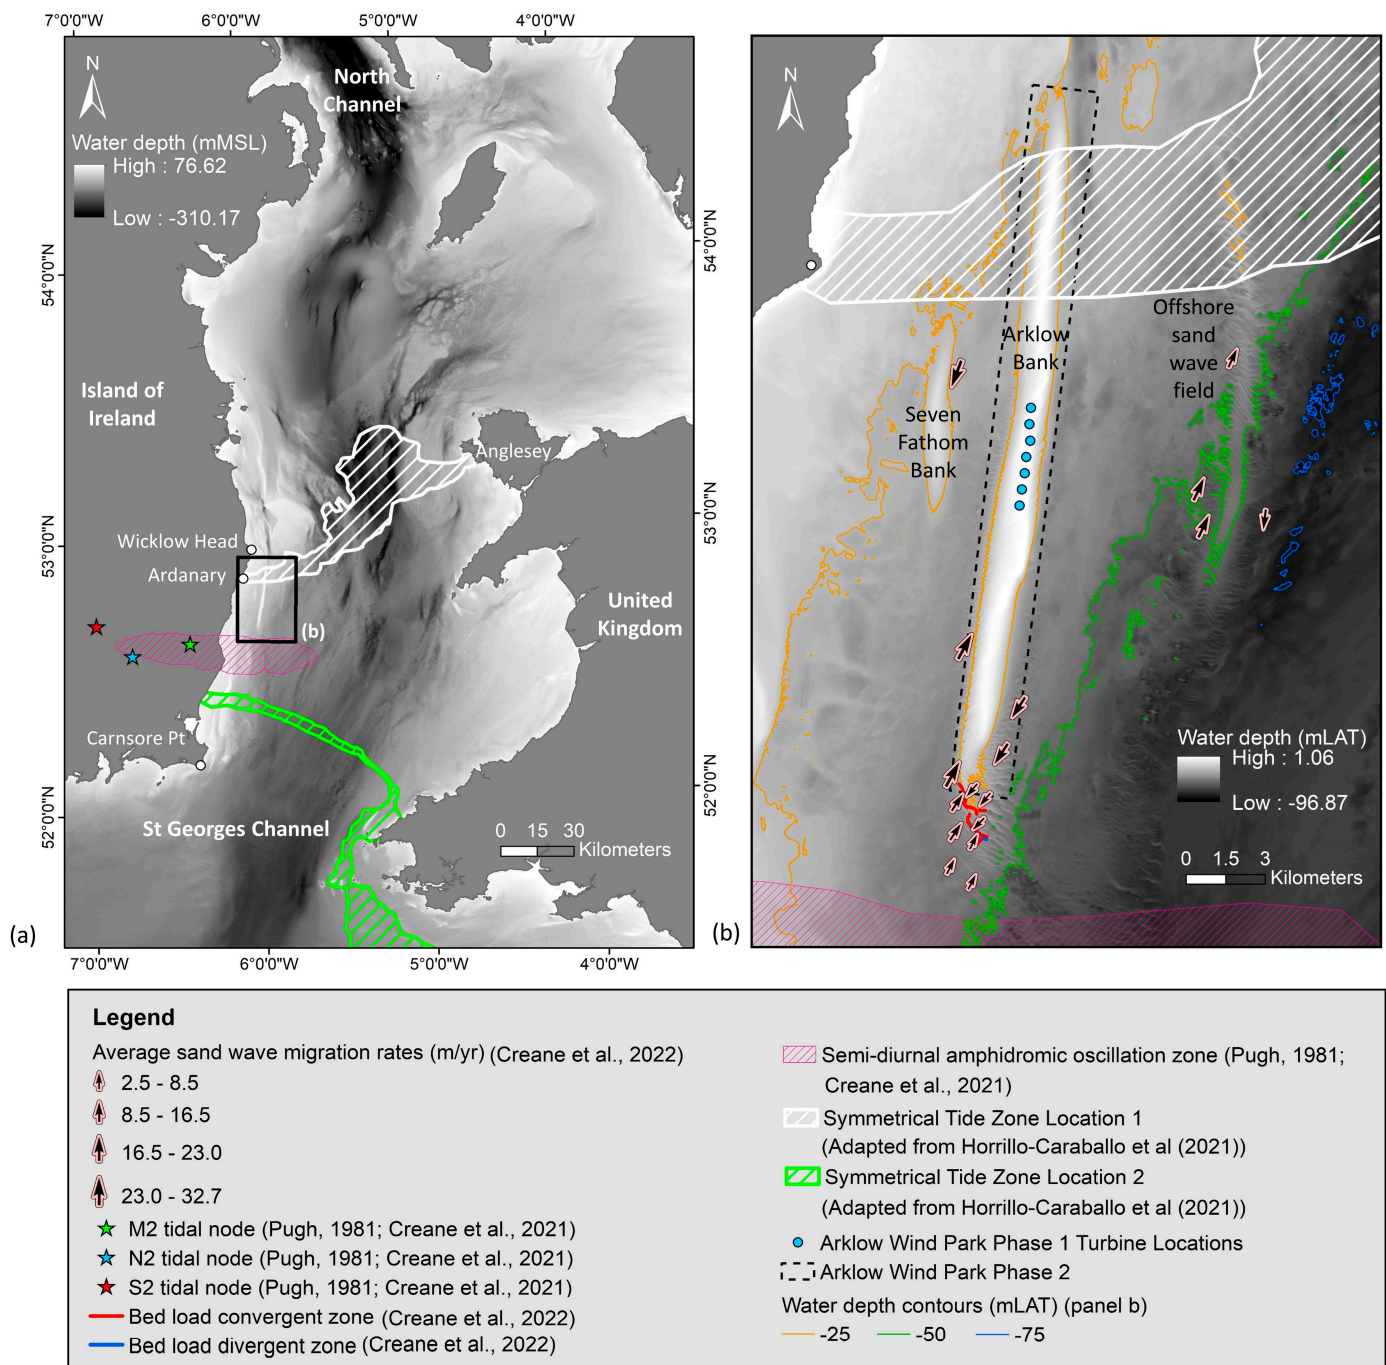 7°0'0"W
6°0'0"W
5°0'0"W
4°0'0"W
N
North
Channel
Water depth (mMSL)
High : 76.62
Low : -310.17
54°0'0"N
54°0'0"N
Island of
Ireland
Anglesey
53°0'0"N
53°0'0"N
Wicklow Head
Ardanary
United
Kingdom
(b)
Carnsore Pt
52°0'0"N
52°0'0"N
St Georges Channel
0 15 30
Kilometers
(a)
7°0'0"W
6°0'0"W
5°0'0"W
4°0'0"W
N
Offshore
sand
wave
field
Arklow
Bank
Seven
Fathom
Bank
Water depth (mLAT)
High : 1.06
Low : -96.87
0 1.5 3
Kilometers
(b)
Legend
Average sand wave migration rates (m/yr) (Creane et al., 2022)
2.5 - 8.5
8.5 - 16.5
16.5 - 23.0
23.0 - 32.7
M2 tidal node (Pugh, 1981; Creane et al., 2021)
N2 tidal node (Pugh, 1981; Creane et al., 2021)
S2 tidal node (Pugh, 1981; Creane et al., 2021)
Bed load convergent zone (Creane et al., 2022)
Bed load divergent zone (Creane et al., 2022)
Semi-diurnal amphidromic oscillation zone (Pugh, 1981;
Creane et al., 2021)
Symmetrical Tide Zone Location 1
(Adapted from Horrillo-Caraballo et al (2021))
Symmetrical Tide Zone Location 2
(Adapted from Horrillo-Caraballo et al (2021))
Arklow Wind Park Phase 1 Turbine Locations
Arklow Wind Park Phase 2
Water depth contours (mLAT) (panel b)
-25 -50 -75